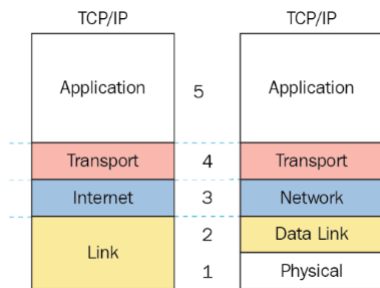 TCP/IP TCP/IP
Application 5 Application
Transport 4 Transport
Internet 3 Network
2 Data Link
Link
1 Physical